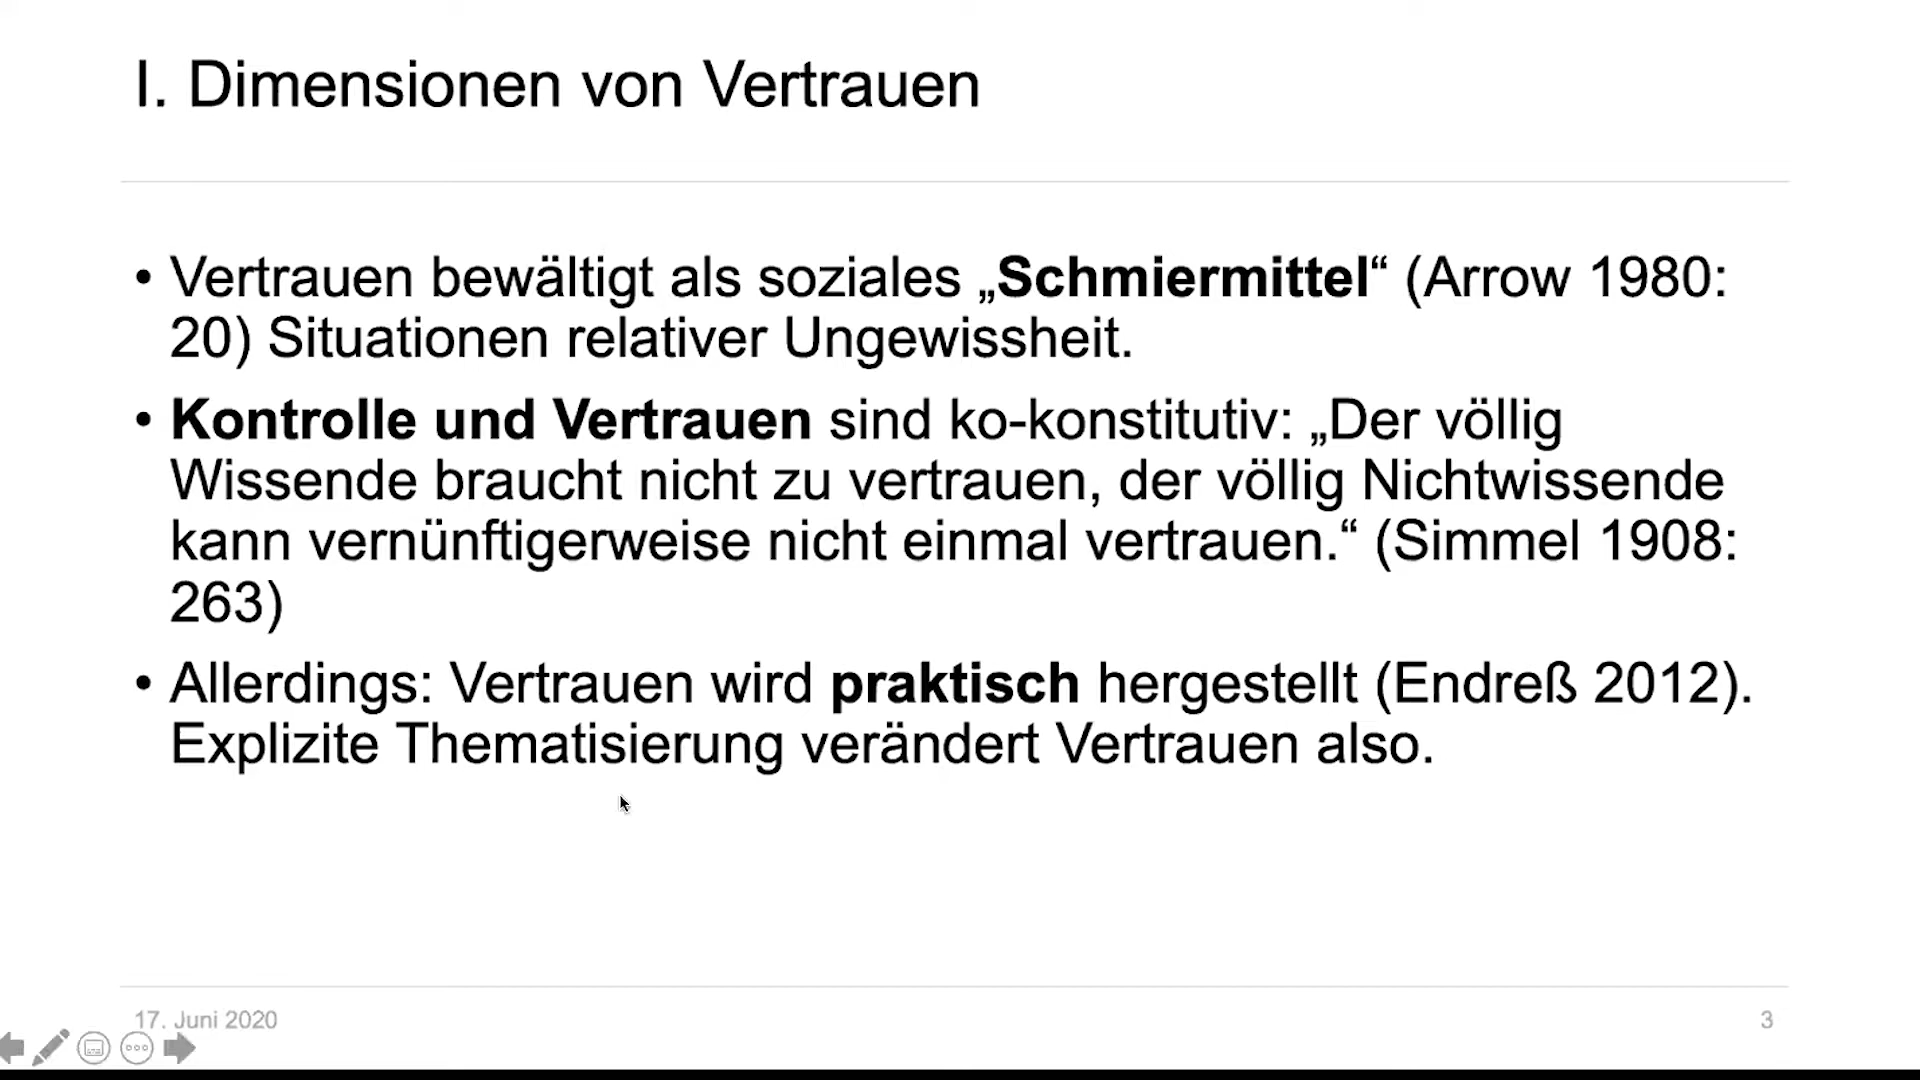 I. Dimensionen von Vertrauen
• Vertrauen bewältigt als soziales „Schmiermittel“ (Arrow 1980:
20) Situationen relativer Ungewissheit.
• Kontrolle und Vertrauen sind ko-konstitutiv: „Der völlig
Wissende braucht nicht zu vertrauen, der völlig Nichtwissende
kann vernünftigerweise nicht einmal vertrauen.“ (Simmel 1908:
263)
• Allerdings: Vertrauen wird praktisch hergestellt (Endreß 2012).
Explizite Thematisierung verändert Vertrauen also.
17. Juni 2020
3